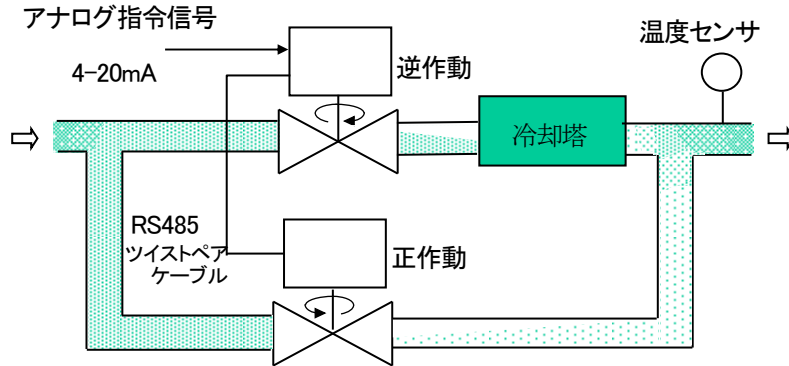 アナログ指令信号
4-20mA
逆作動
温度センサ
冷却塔
RS485
ツイストペア
ケーブル
正作動